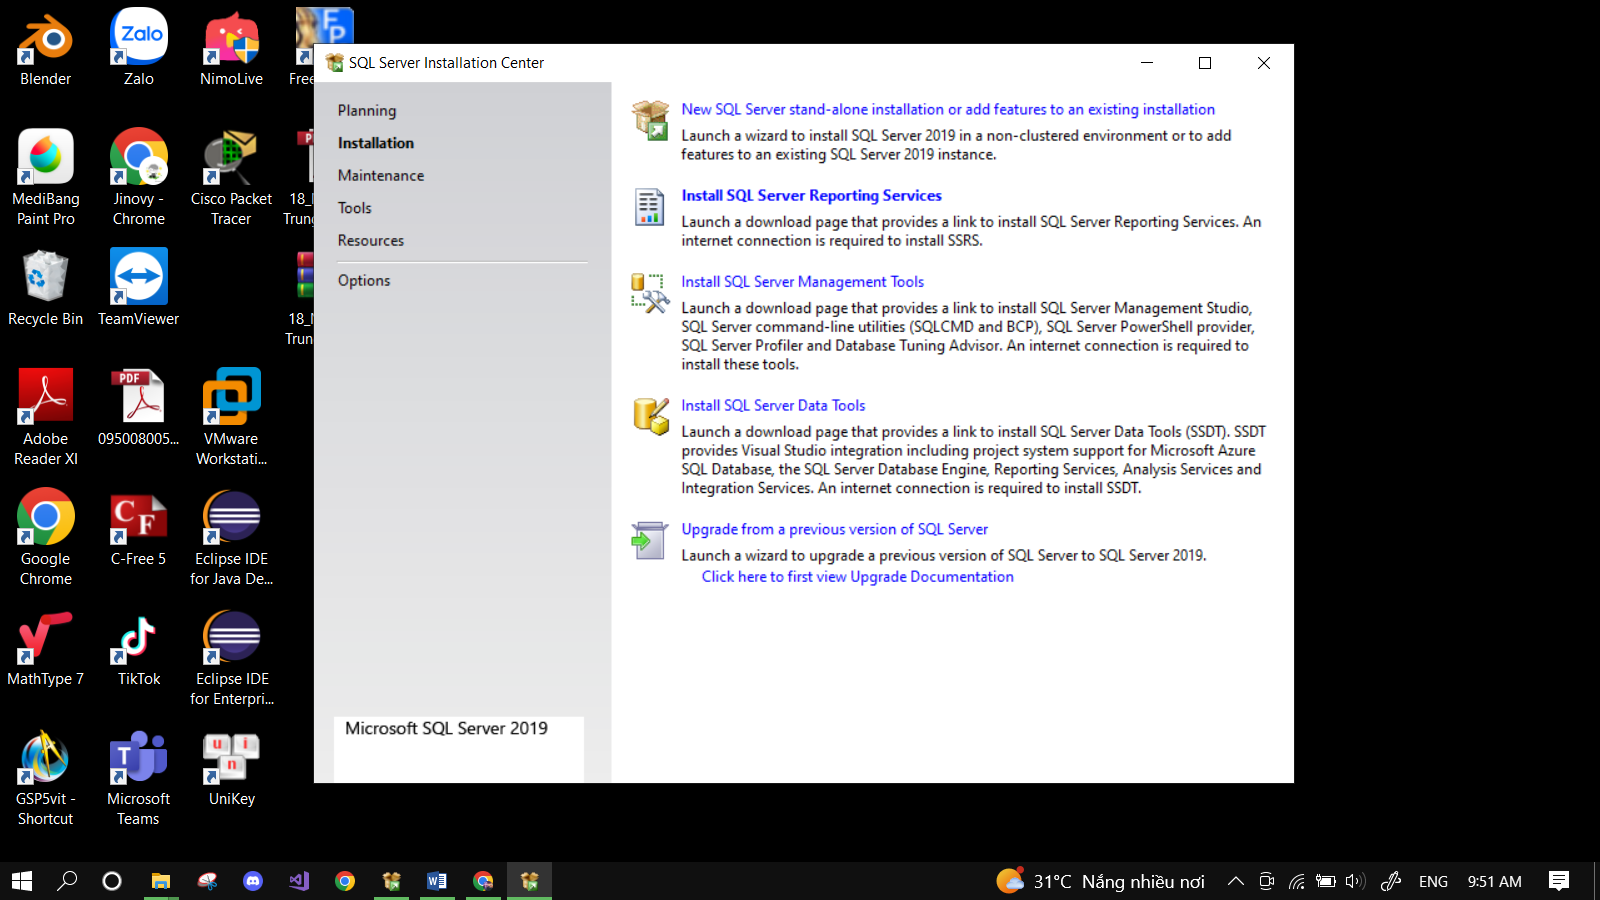 Blender
Zalo
Zalo
NimoLive
F
P
Free
MediBang
Paint Pro
Jinovy -
Chrome
Cisco Packet
Tracer
Recycle Bin
TeamViewer
Adobe
Reader XI
PDF
095008005...
VMware
Workstati...
Google
Chrome
CF
C-Free 5
Eclipse IDE
for Java De...
MathType 7
TikTok
Eclipse IDE
for Enterpri...
GSP5vit -
Shortcut
T
Microsoft
Teams
u i
n
UniKey
SQL Server Installation Center
Planning
Installation
Maintenance
Tools
Resources
Options
Microsoft SQL Server 2019
New SQL Server stand-alone installation or add features to an existing installation
Launch a wizard to install SQL Server 2019 in a non-clustered environment or to add
features to an existing SQL Server 2019 instance.
Install SQL Server Reporting Services
Launch a download page that provides a link to install SQL Server Reporting Services. An
internet connection is required to install SSRS.
Install SQL Server Management Tools
Launch a download page that provides a link to install SQL Server Management Studio,
SQL Server command-line utilities (SQLCMD and BCP), SQL Server PowerShell provider,
SQL Server Profiler and Database Tuning Advisor. An internet connection is required to
install these tools.
Install SQL Server Data Tools
Launch a download page that provides a link to install SQL Server Data Tools (SSDT). SSDT
provides Visual Studio integration including project system support for Microsoft Azure
SQL Database, the SQL Server Database Engine, Reporting Services, Analysis Services and
Integration Services. An internet connection is required to install SSDT.
Upgrade from a previous version of SQL Server
Launch a wizard to upgrade a previous version of SQL Server to SQL Server 2019.
Click here to first view Upgrade Documentation
31°C Nắng nhiều nơi
ENG
9:51 AM